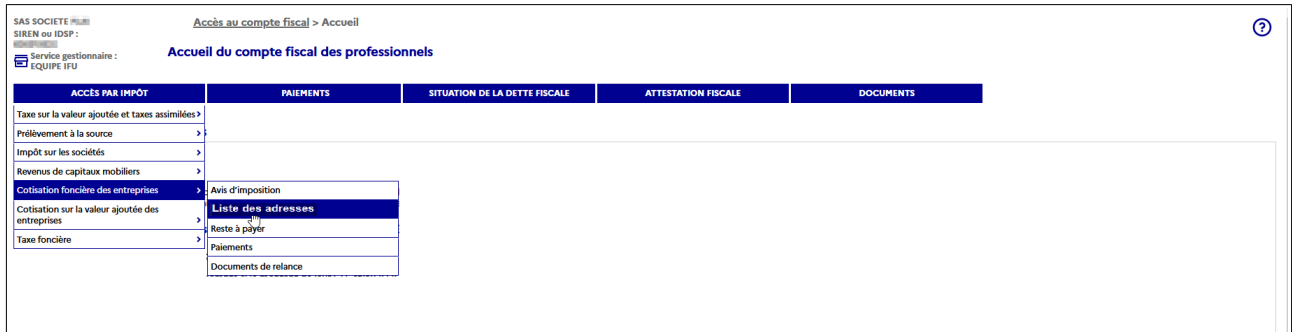 SAS SOCIETE
Accès au compte fiscal > Accueil
SIREN ou IDSP :
Service gestionnaire :
EQUIPE IFU
Accueil du compte fiscal des professionnels
?
ACCÈS PAR IMPÔT
PAIEMENTS
SITUATION DE LA DETTE FISCALE
ATTESTATION FISCALE
DOCUMENTS
Taxe sur la valeur ajoutée et taxes assimilées >
Prélèvement à la source >
Impôt sur les sociétés >
Revenus de capitaux mobiliers >
Cotisation foncière des entreprises >
Avis d'imposition
Cotisation sur la valeur ajoutée des
entreprises >
Liste des adresses
Reste à payer
Taxe foncière >
Paiements
Documents de relance